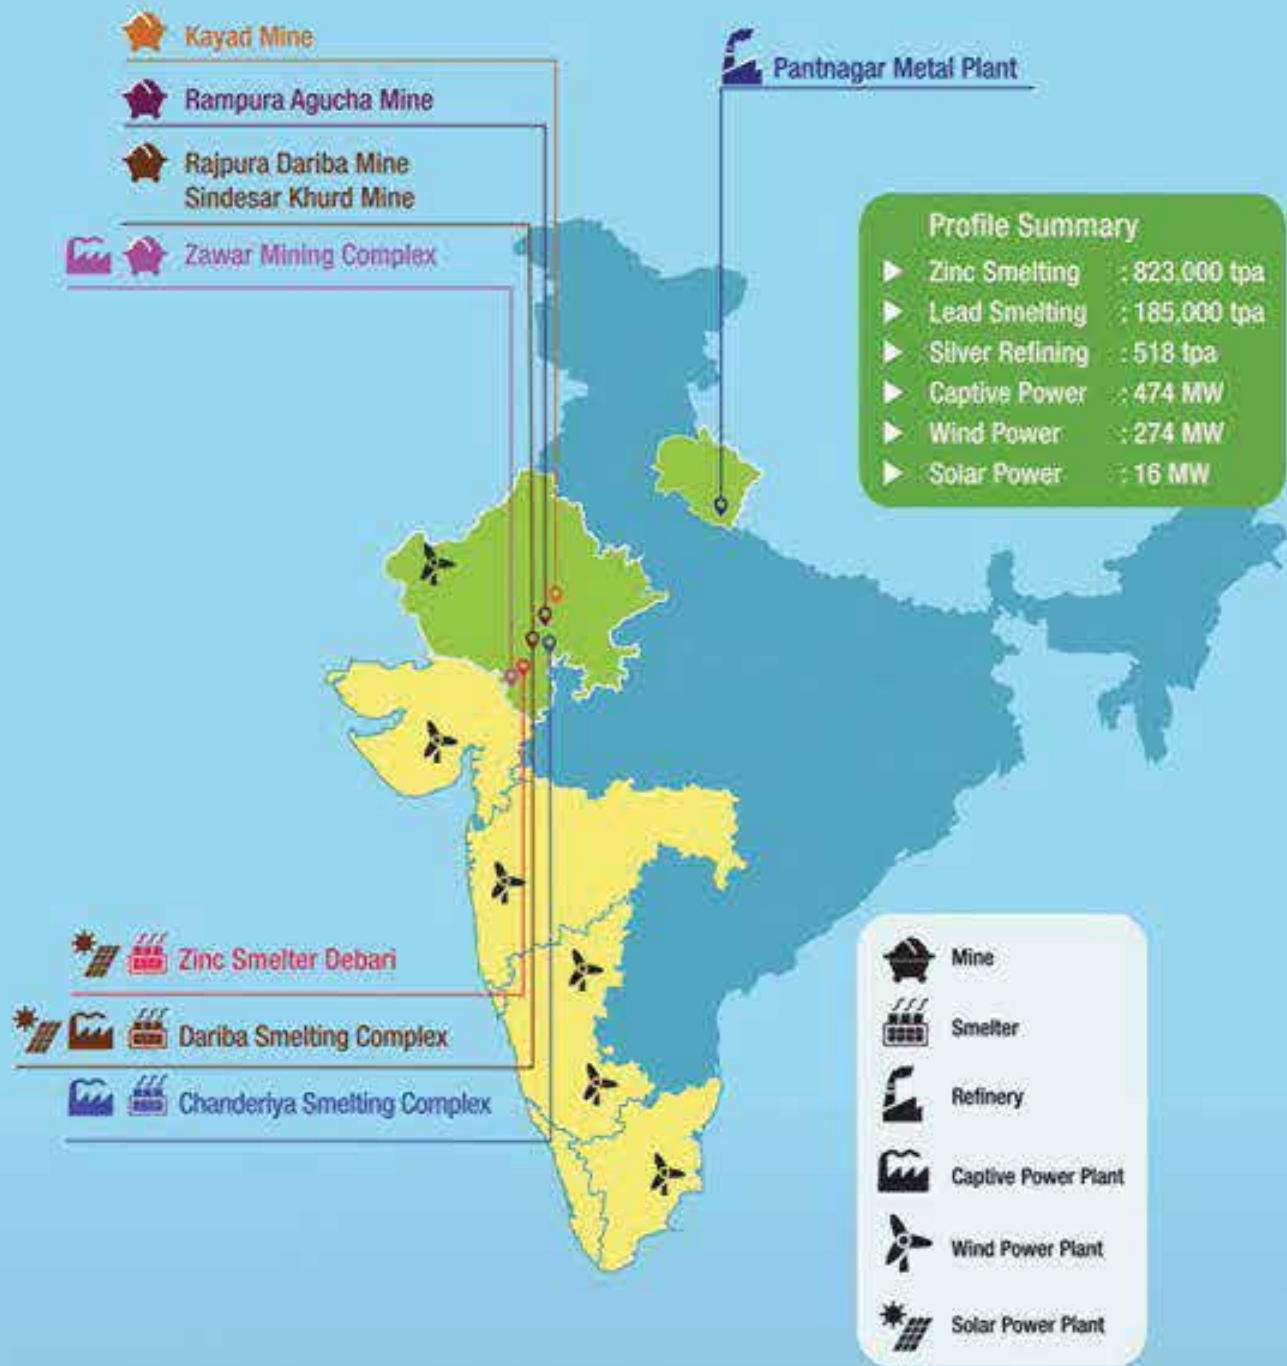 Kayad Mine
Rampura Agucha Mine
Rajpura Dariba Mine
Sindesar Khurd Mine
Zawar Mining Complex
Pantnagar Metal Plant
Profile Summary
Zinc Smelting : 823,000 tpa
Lead Smelting : 185,000 tpa
Silver Refining : 518 tpa
Captive Power : 474 MW
Wind Power : 274 MW
Solar Power : 16 MW
Zinc Smelter Debari
Dariba Smelting Complex
Chanderiya Smelting Complex
Mine
Smelter
Refinery
Captive Power Plant
Wind Power Plant
Solar Power Plant